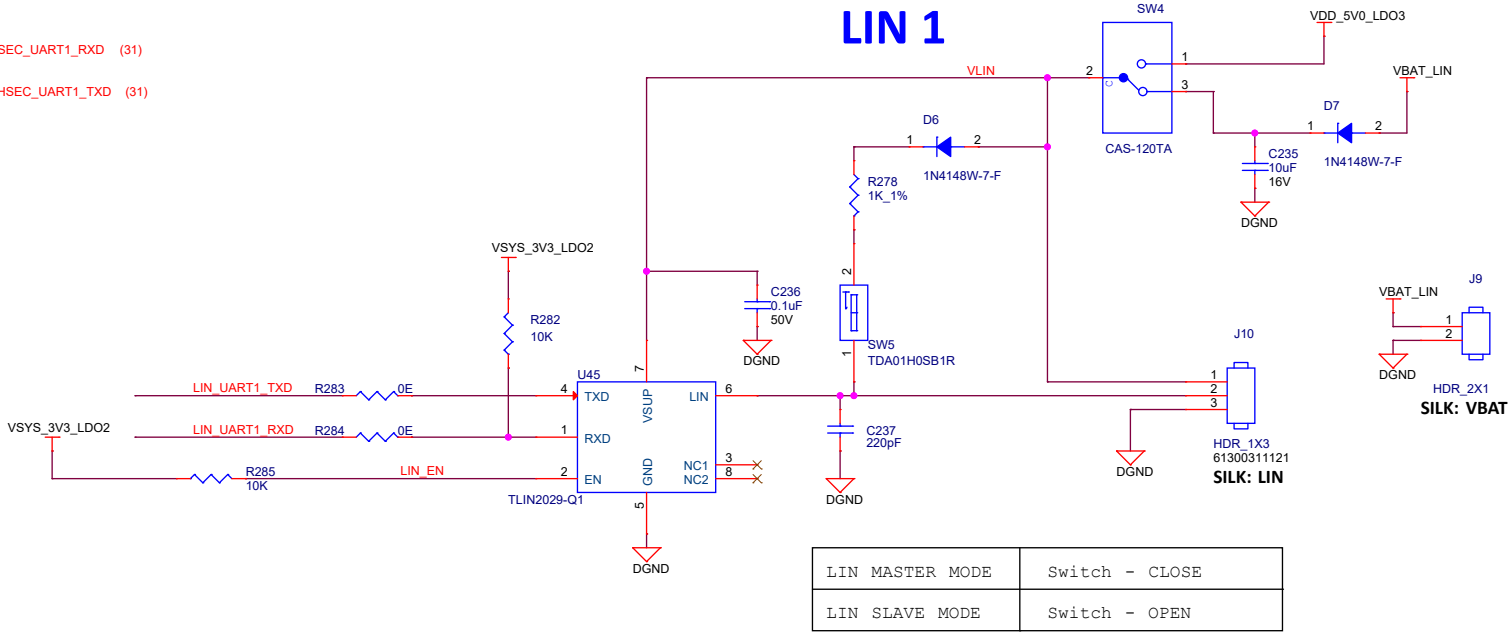 LIN 1
SW4
VDD_5V0_LDO3
SEC_UART1_RXD (31)
HSEC_UART1_TXD (31)
VLIN
2
C
1
3
VBAT_LIN
CAS-120TA
D6
1
2
1N4148W-7-F
D7
1
2
1N4148W-7-F
C235
10uF
16V
DGND
R278
1K_1%
VSYS_3V3_LDO2
R282
10K
C236
0.1uF
50V
DGND
2
SW5
TDA01H0SB1R
1
J9
VBAT_LIN
1
2
DGND
HDR_2X1
SILK: VBAT
J10
1
2
3
HDR_1X3
61300311121
SILK: LIN
DGND
U45
7
VSUP
LIN_UART1_TXD
R283
0E
4
TXD
LIN
6
LIN_UART1_RXD
R284
0E
1
RXD
VSYS_3V3_LDO2
R285
10K
LIN_EN
2
EN
GND
NC1
NC2
3
8
5
TLIN2029-Q1
DGND
C237
220pF
DGND
LIN MASTER MODE
Switch - CLOSE
LIN SLAVE MODE
Switch - OPEN